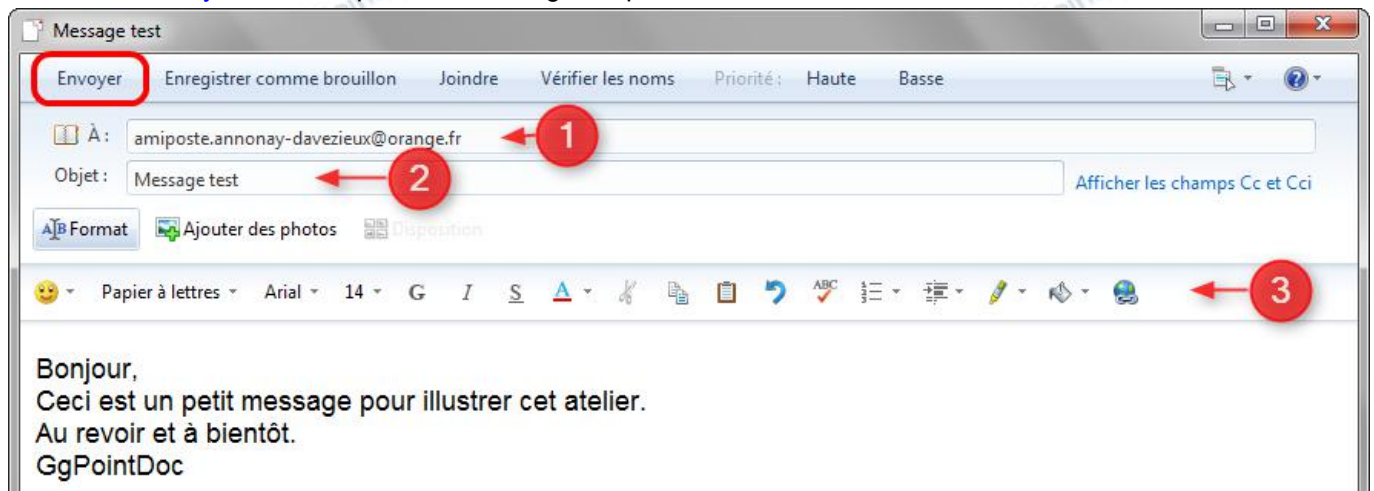 Message test
Envoyer Enregistrer comme brouillon Joindre Vérifier les noms Priorité : Haute Basse
À : amiposte.annonay-davezieux@orange.fr 1
Objet : Message test 2 Afficher les champs Cc et Cci
Format Ajouter des photos Disposition
Papier à lettres Arial 14 G I S A ABC 3
Bonjour,
Ceci est un petit message pour illustrer cet atelier.
Au revoir et à bientôt.
GgPointDoc